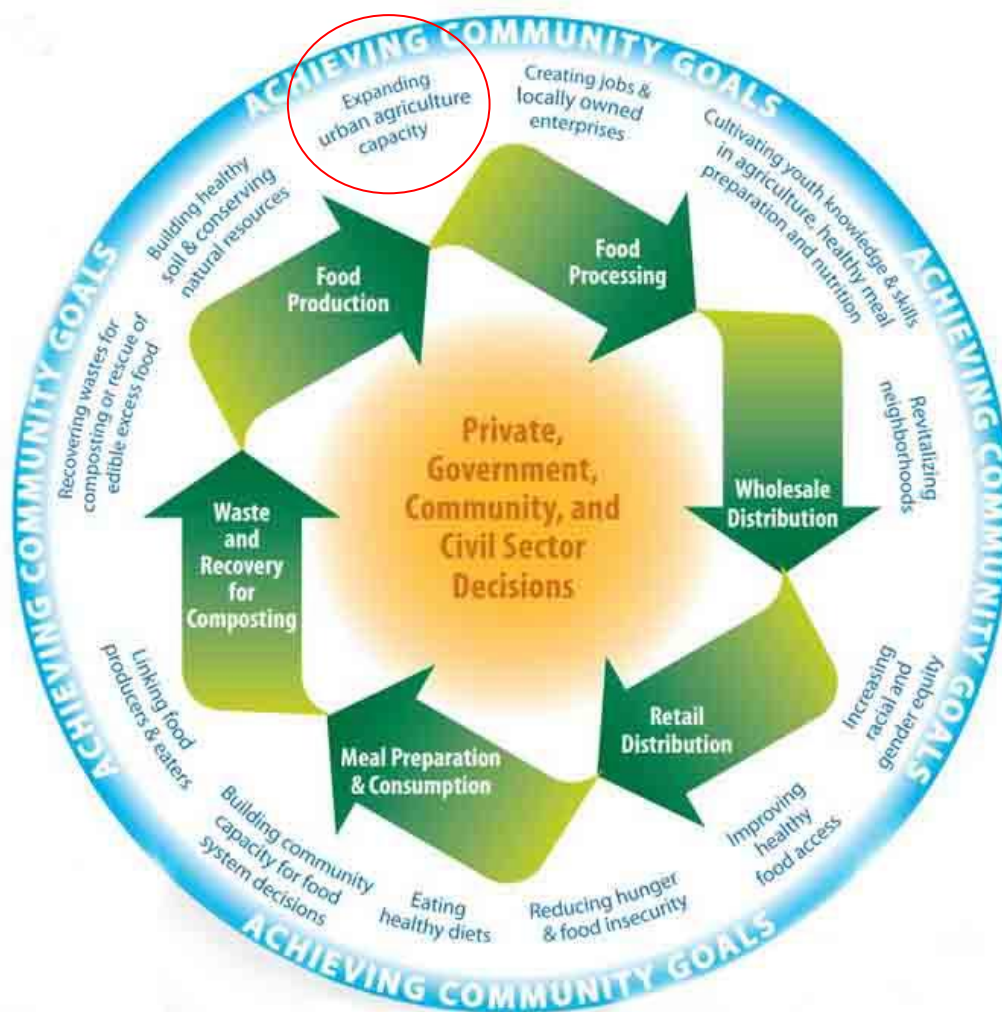 ACHIEVING COMMUNITY GOALS
Expanding
urban agriculture
capacity
Creating jobs &
locally owned
enterprises
Cultivating youth knowledge & skills
in agriculture, healthy meal
preparation and nutrition
ACHIEVING COMMUNITY GOALS
Revitalizing
neighborhoods
Increasing
racial and
gender equity
Improving
healthy
food access
Reducing hunger
& food insecurity
Eating
healthy diets
Building community
capacity for food
system decisions
ACHIEVING COMMUNITY GOALS
Linking food
producers & eaters
Recovering wastes for
composting or rescue of
edible excess food
Building healthy
soil & conserving
natural resources
ACHIEVING COMMUNITY GOALS
Food
Production
Food
Processing
Wholesale
Distribution
Retail
Distribution
Meal Preparation
& Consumption
Waste
and
Recovery
for
Composting
Private,
Government,
Community, and
Civil Sector
Decisions